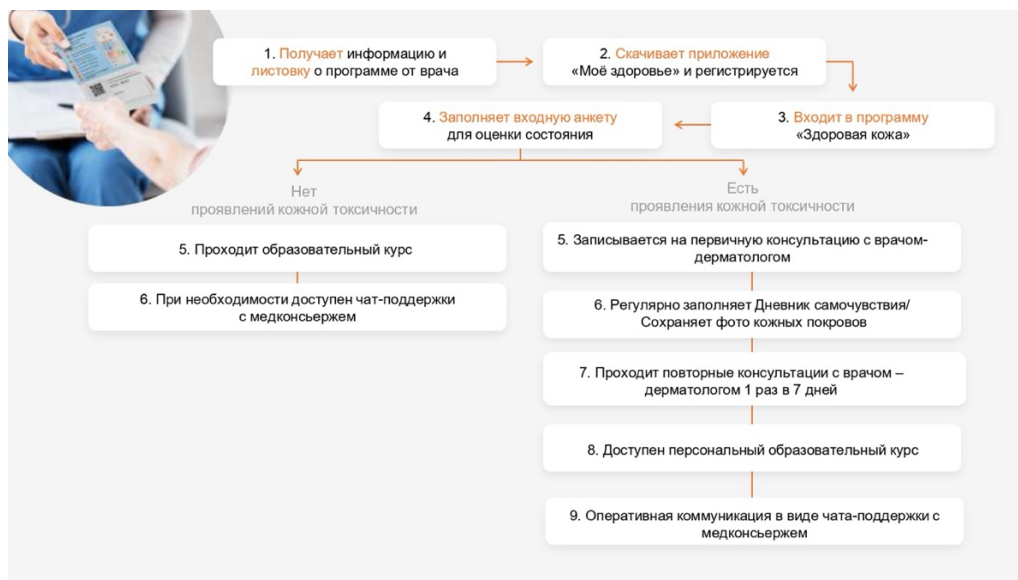 1. Получает информацию и
листовку о программе от врача
2. Скачивает приложение
«Моё здоровье» и регистрируется
3. Входит в программу
«Здоровая кожа»
4. Заполняет входную анкету
для оценки состояния
Нет
проявлений кожной токсичности
5. Проходит образовательный курс
6. При необходимости доступен чат-поддержки
с медконсьержем
Есть
проявления кожной токсичности
5. Записывается на первичную консультацию с врачом-
дерматологом
6. Регулярно заполняет Дневник самочувствия/
Сохраняет фото кожных покровов
7. Проходит повторные консультации с врачом –
дерматологом 1 раз в 7 дней
8. Доступен персональный образовательный курс
9. Оперативная коммуникация в виде чата-поддержки с
медконсьержем